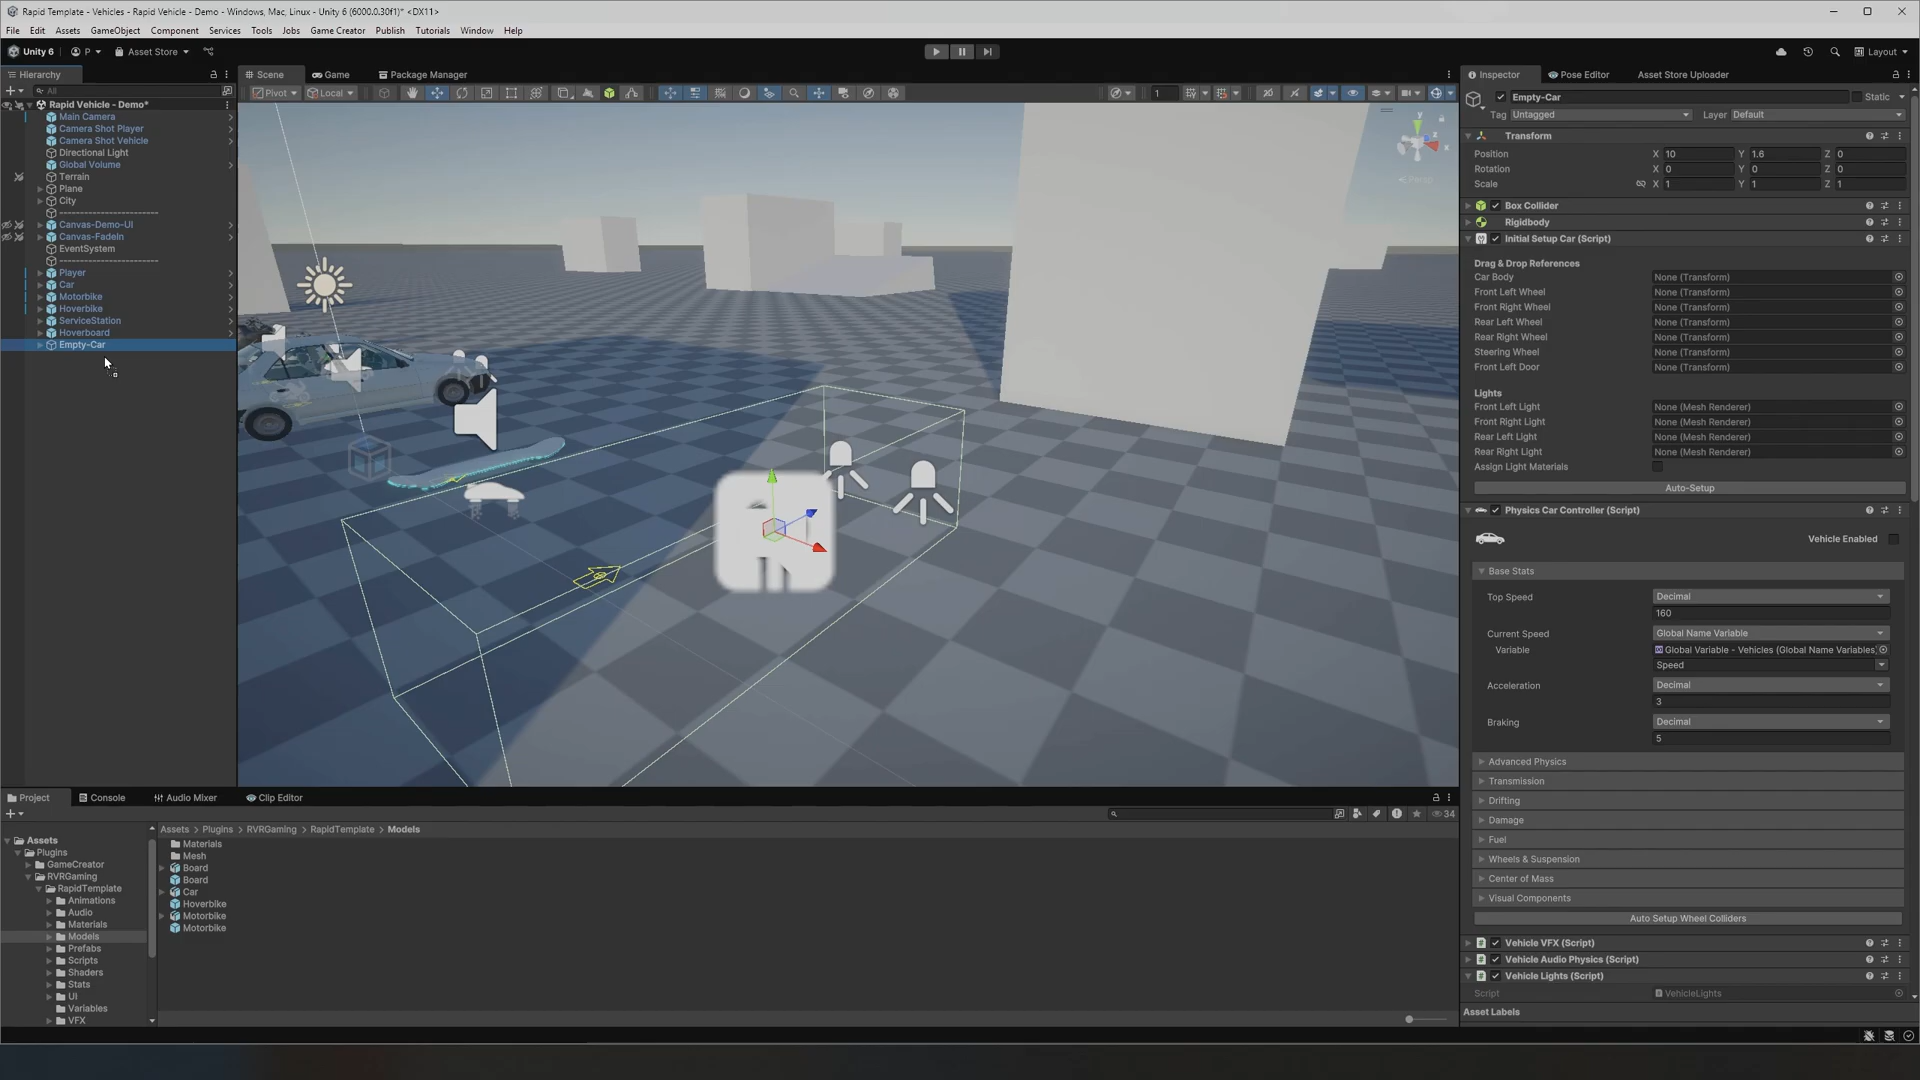 Rapid Template - Vehicles - Rapid Vehicle - Demo - Windows, Mac, Linux - Unity 6 (6000.0.30f1)* <DX11>
File Edit Assets GameObject Component Services Tools Jobs Game Creator Publish Tutorials Window Help
Unity 6 P Asset Store Layout
Hierarchy
All
Rapid Vehicle - Demo*
Main Camera
Camera Shot Player
Camera Shot Vehicle
Directional Light
Global Volume
Terrain
Plane
City
------------------------
Canvas-Demo-UI
Canvas-FadeIn
EventSystem
------------------------
Player
Car
Motorbike
Hoverbike
ServiceStation
Hoverboard
Empty-Car
Scene Game Package Manager
Pivot Local 1
y
z
x
Persp
Inspector Pose Editor Asset Store Uploader
Empty-Car Static
Tag Untagged Layer Default
Transform
Position X 10 Y 1.6 Z 0
Rotation X 0 Y 0 Z 0
Scale X 1 Y 1 Z 1
Box Collider
Rigidbody
Initial Setup Car (Script)
Drag & Drop References
Car Body None (Transform)
Front Left Wheel None (Transform)
Front Right Wheel None (Transform)
Rear Left Wheel None (Transform)
Rear Right Wheel None (Transform)
Steering Wheel None (Transform)
Front Left Door None (Transform)
Lights
Front Left Light None (Mesh Renderer)
Front Right Light None (Mesh Renderer)
Rear Left Light None (Mesh Renderer)
Rear Right Light None (Mesh Renderer)
Assign Light Materials
Auto-Setup
Physics Car Controller (Script)
Vehicle Enabled
Base Stats
Top Speed Decimal
160
Current Speed Global Name Variable
Variable Global Variable - Vehicles (Global Name Variables)
Speed
Acceleration Decimal
3
Braking Decimal
5
Advanced Physics
Transmission
Drifting
Damage
Fuel
Wheels & Suspension
Center of Mass
Visual Components
Auto Setup Wheel Colliders
Vehicle VFX (Script)
Vehicle Audio Physics (Script)
Vehicle Lights (Script)
Script VehicleLights
Asset Labels
Project Console Audio Mixer Clip Editor
34
Assets
Plugins
GameCreator
RVRGaming
RapidTemplate
Animations
Audio
Materials
Models
Prefabs
Scripts
Shaders
Stats
UI
Variables
VFX
Assets > Plugins > RVRGaming > RapidTemplate > Models
Materials
Mesh
Board
Board
Car
Hoverbike
Motorbike
Motorbike